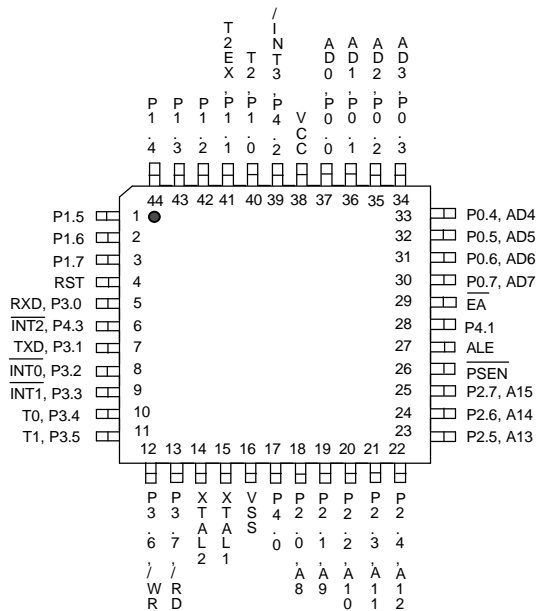 P1.4
P1.3
P1.2
T2EX,P1.1
T2,P1.0
/INT3,P4.2
VCC
AD0,P0.0
AD1,P0.1
AD2,P0.2
AD3,P0.3
44 43 42 41 40 39 38 37 36 35 34
P1.5 1
P1.6 2
P1.7 3
RST 4
RXD, P3.0 5
INT2, P4.3 6
TXD, P3.1 7
INT0, P3.2 8
INT1, P3.3 9
T0, P3.4 10
T1, P3.5 11
33 P0.4, AD4
32 P0.5, AD5
31 P0.6, AD6
30 P0.7, AD7
29 EA
28 P4.1
27 ALE
26 PSEN
25 P2.7, A15
24 P2.6, A14
23 P2.5, A13
12 13 14 15 16 17 18 19 20 21 22
P3.6,/WR
P3.7,/RD
XTAL2
XTAL1
VSS
P4.0
P2.0,A8
P2.1,A9
P2.2,A10
P2.3,A11
P2.4,A12